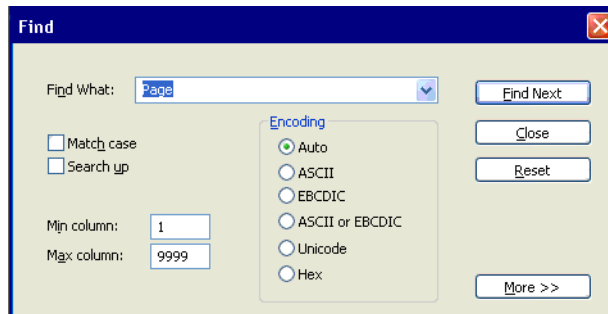 Find
Find What: Page
Find Next
Match case
Search up
Encoding
Auto
ASCII
EBCDIC
ASCII or EBCDIC
Unicode
Hex
Close
Reset
Min column: 1
Max column: 9999
More >>